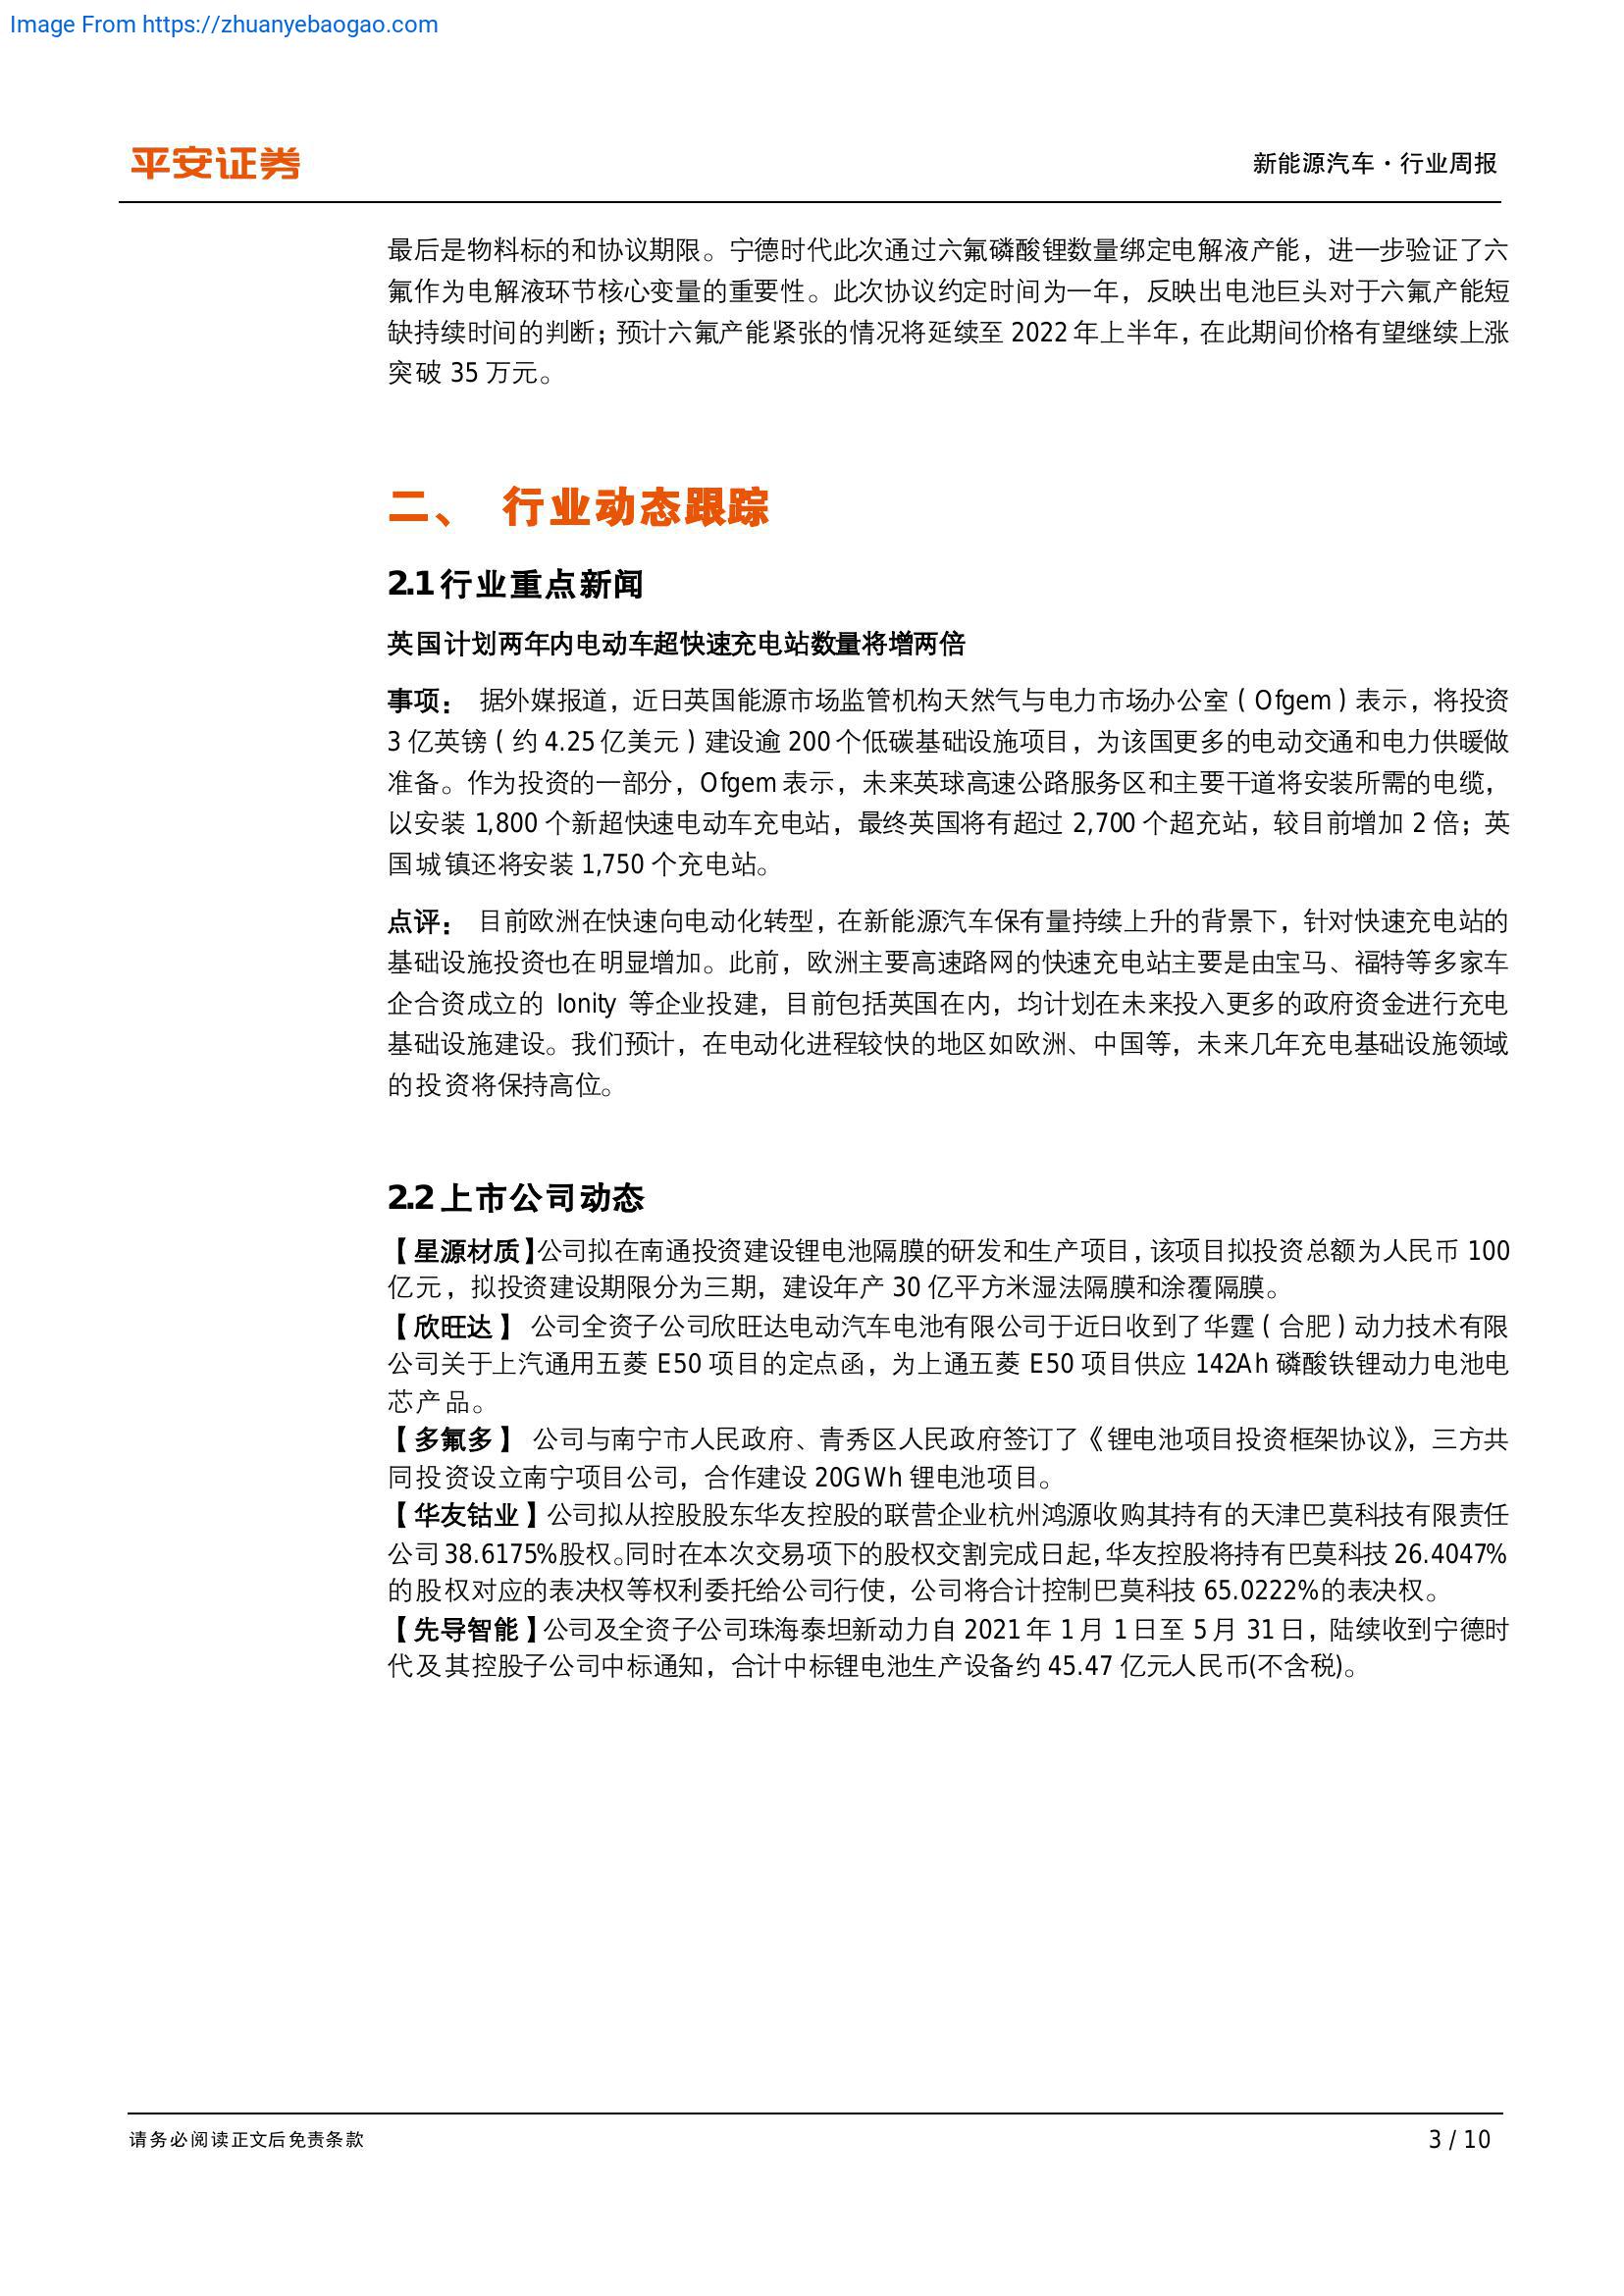 Image From https://zhuanyebaogao.com
平安证券
新能源汽车·行业周报
最后是物料标的和协议期限。宁德时代此次通过六氟磷酸锂数量绑定电解液产能，进一步验证了六
氟作为电解液环节核心变量的重要性。此次协议约定时间为一年，反映出电池巨头对于六氟产能短
缺持续时间的判断；预计六氟产能紧张的情况将延续至 2022 年上半年，在此期间价格有望继续上涨
突破 35 万元。
二、 行业动态跟踪
2.1 行业重点新闻
英国计划两年内电动车超快速充电站数量将增两倍
事项： 据外媒报道，近日英国能源市场监管机构天然气与电力市场办公室（Ofgem）表示，将投资
3 亿英镑（约 4.25 亿美元）建设逾 200 个低碳基础设施项目，为该国更多的电动交通和电力供暖做
准备。作为投资的一部分，Ofgem 表示，未来英球高速公路服务区和主要干道将安装所需的电缆，
以安装 1,800 个新超快速电动车充电站，最终英国将有超过 2,700 个超充站，较目前增加 2 倍；英
国城镇还将安装 1,750 个充电站。
点评： 目前欧洲在快速向电动化转型，在新能源汽车保有量持续上升的背景下，针对快速充电站的
基础设施投资也在明显增加。此前，欧洲主要高速路网的快速充电站主要是由宝马、福特等多家车
企合资成立的 Ionity 等企业投建，目前包括英国在内，均计划在未来投入更多的政府资金进行充电
基础设施建设。我们预计，在电动化进程较快的地区如欧洲、中国等，未来几年充电基础设施领域
的投资将保持高位。
2.2 上市公司动态
【星源材质】公司拟在南通投资建设锂电池隔膜的研发和生产项目，该项目拟投资总额为人民币 100
亿元，拟投资建设期限分为三期，建设年产 30 亿平方米湿法隔膜和涂覆隔膜。
【欣旺达】 公司全资子公司欣旺达电动汽车电池有限公司于近日收到了华霆（合肥）动力技术有限
公司关于上汽通用五菱 E50 项目的定点函，为上通五菱 E50 项目供应 142Ah 磷酸铁锂动力电池电
芯产品。
【多氟多】 公司与南宁市人民政府、青秀区人民政府签订了《锂电池项目投资框架协议》，三方共
同投资设立南宁项目公司，合作建设 20GWh 锂电池项目。
【华友钴业】公司拟从控股股东华友控股的联营企业杭州鸿源收购其持有的天津巴莫科技有限责任
公司 38.6175%股权。同时在本次交易项下的股权交割完成日起，华友控股将持有巴莫科技 26.4047%
的股权对应的表决权等权利委托给公司行使，公司将合计控制巴莫科技 65.0222%的表决权。
【先导智能】公司及全资子公司珠海泰坦新动力自 2021 年 1 月 1 日至 5 月 31 日，陆续收到宁德时
代及其控股子公司中标通知，合计中标锂电池生产设备约 45.47 亿元人民币(不含税)。
请务必阅读正文后免责条款
3 / 10